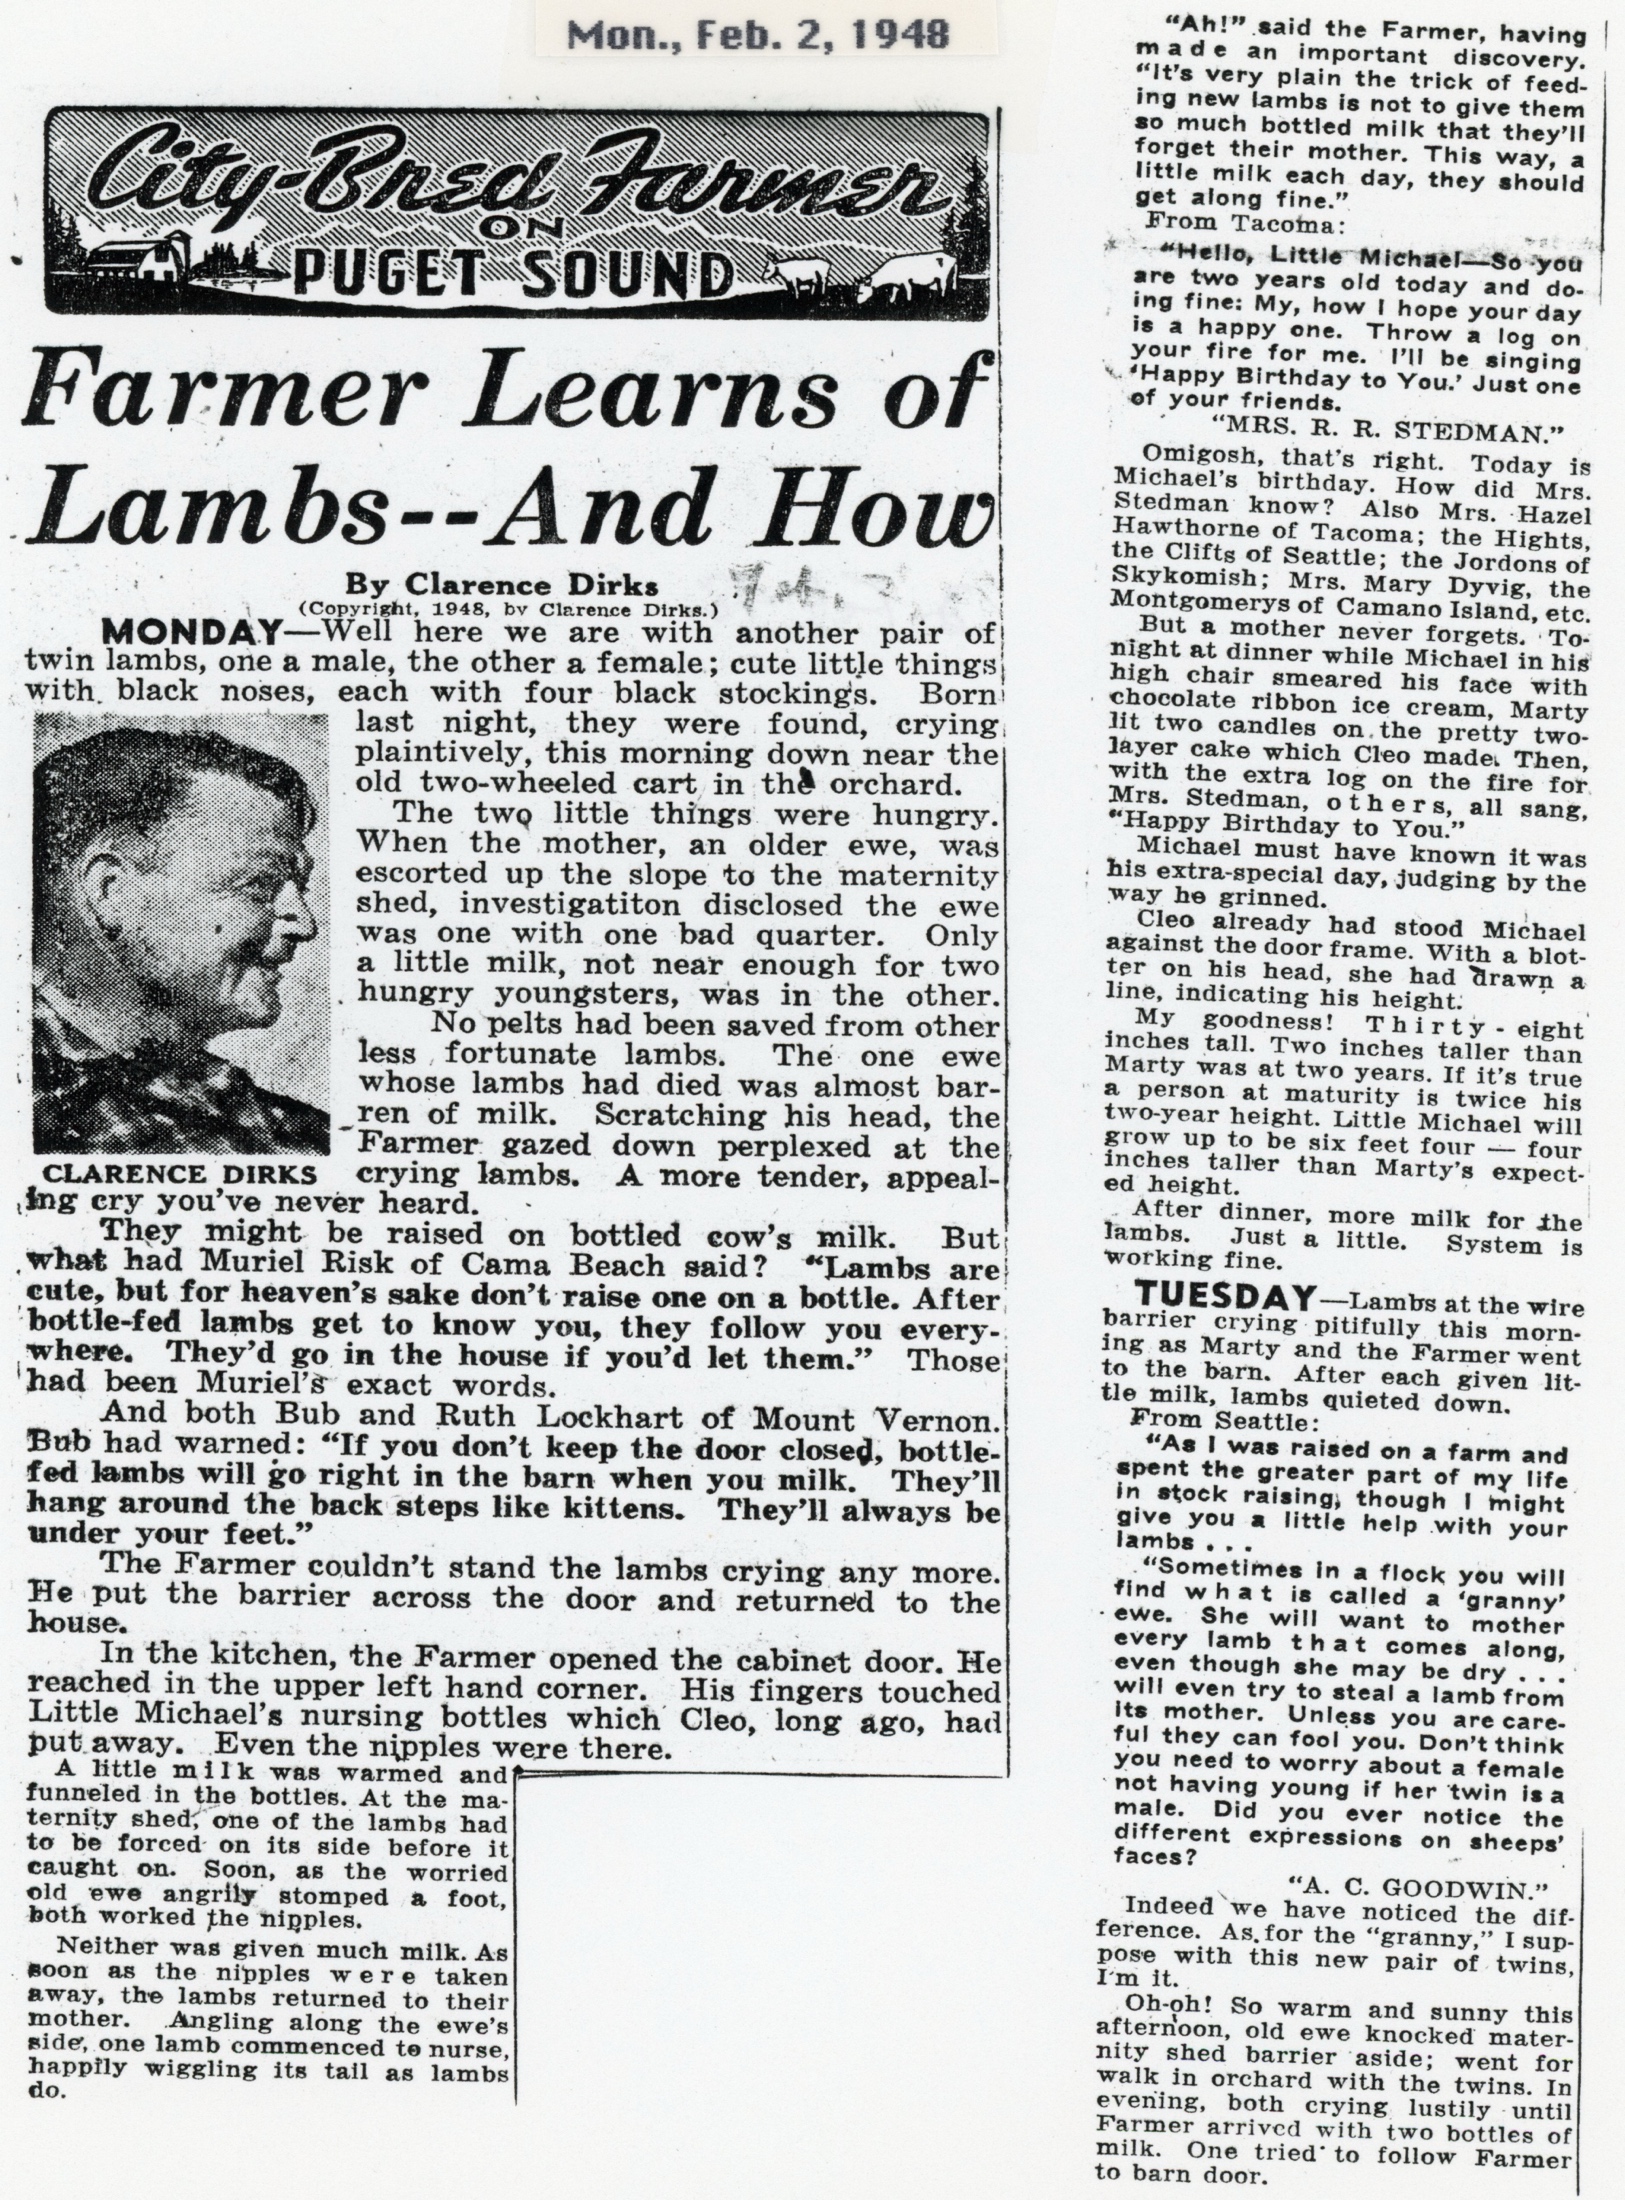 Mon., Feb. 2, 1948
City-Bred Farmer
ON
PUGET SOUND
Farmer Learns of
Lambs--And How
By Clarence Dirks
(Copyright, 1948, by Clarence Dirks.)
MONDAY—Well here we are with another pair of
twin lambs, one a male, the other a female; cute little things
with black noses, each with four black stockings. Born
last night, they were found, crying
plaintively, this morning down near the
old two-wheeled cart in the orchard.
The two little things were hungry.
When the mother, an older ewe, was
escorted up the slope to the maternity
shed, investigatiton disclosed the ewe
was one with one bad quarter. Only
a little milk, not near enough for two
hungry youngsters, was in the other.
No pelts had been saved from other
less fortunate lambs. The one ewe
whose lambs had died was almost bar-
ren of milk. Scratching his head, the
Farmer gazed down perplexed at the
CLARENCE DIRKS
crying lambs. A more tender, appeal-
ing cry you've never heard.
They might be raised on bottled cow's milk. But
what had Muriel Risk of Cama Beach said? "Lambs are
cute, but for heaven's sake don't raise one on a bottle. After
bottle-fed lambs get to know you, they follow you every-
where. They'd go in the house if you'd let them." Those
had been Muriel's exact words.
And both Bub and Ruth Lockhart of Mount Vernon.
Bub had warned: "If you don't keep the door closed, bottle-
fed lambs will go right in the barn when you milk. They'll
hang around the back steps like kittens. They'll always be
under your feet."
The Farmer couldn't stand the lambs crying any more.
He put the barrier across the door and returned to the
house.
In the kitchen, the Farmer opened the cabinet door. He
reached in the upper left hand corner. His fingers touched
Little Michael's nursing bottles which Cleo, long ago, had
put away. Even the nipples were there.
A little milk was warmed and
funneled in the bottles. At the ma-
ternity shed, one of the lambs had
to be forced on its side before it
caught on. Soon, as the worried
old ewe angrily stomped a foot,
both worked the nipples.
Neither was given much milk. As
soon as the nipples were taken
away, the lambs returned to their
mother. Angling along the ewe's
side, one lamb commenced to nurse,
happily wiggling its tail as lambs
do.
"Ah!" said the Farmer, having
made an important discovery.
"It's very plain the trick of feed-
ing new lambs is not to give them
so much bottled milk that they'll
forget their mother. This way, a
little milk each day, they should
get along fine."
From Tacoma:
"Hello, Little Michael—So you
are two years old today and do-
ing fine: My, how I hope your day
is a happy one. Throw a log on
your fire for me. I'll be singing
'Happy Birthday to You.' Just one
of your friends.
"MRS. R. R. STEDMAN."
Omigosh, that's right. Today is
Michael's birthday. How did Mrs.
Stedman know? Also Mrs. Hazel
Hawthorne of Tacoma; the Hights,
the Clifts of Seattle; the Jordons of
Skykomish; Mrs. Mary Dyvig, the
Montgomerys of Camano Island, etc.
But a mother never forgets. To-
night at dinner while Michael in his
high chair smeared his face with
chocolate ribbon ice cream, Marty
lit two candles on the pretty two-
layer cake which Cleo made. Then,
with the extra log on the fire for
Mrs. Stedman, others, all sang,
"Happy Birthday to You."
Michael must have known it was
his extra-special day, judging by the
way he grinned.
Cleo already had stood Michael
against the door frame. With a blot-
ter on his head, she had drawn a
line, indicating his height.
My goodness! Thirty-eight
inches tall. Two inches taller than
Marty was at two years. If it's true
a person at maturity is twice his
two-year height. Little Michael will
grow up to be six feet four — four
inches taller than Marty's expect-
ed height.
After dinner, more milk for the
lambs. Just a little. System is
working fine.
TUESDAY—Lambs at the wire
barrier crying pitifully this morn-
ing as Marty and the Farmer went
to the barn. After each given lit-
tle milk, lambs quieted down.
From Seattle:
"As I was raised on a farm and
spent the greater part of my life
in stock raising, though I might
give you a little help with your
lambs . . .
"Sometimes in a flock you will
find what is called a 'granny'
ewe. She will want to mother
every lamb that comes along,
even though she may be dry . . .
will even try to steal a lamb from
its mother. Unless you are care-
ful they can fool you. Don't think
you need to worry about a female
not having young if her twin is a
male. Did you ever notice the
different expressions on sheeps'
faces?
"A. C. GOODWIN."
Indeed we have noticed the dif-
ference. As for the "granny," I sup-
pose with this new pair of twins,
I'm it.
Oh-oh! So warm and sunny this
afternoon, old ewe knocked mater-
nity shed barrier aside; went for
walk in orchard with the twins. In
evening, both crying lustily until
Farmer arrived with two bottles of
milk. One tried to follow Farmer
to barn door.